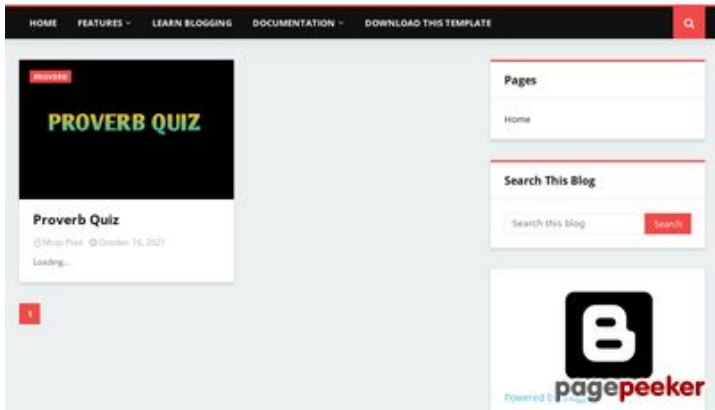 HOME FEATURES LEARN BLOGGING DOCUMENTATION DOWNLOAD THIS TEMPLATE
PROVERB
PROVERB QUIZ
Proverb Quiz
October 16, 2021
Loading...
1
Pages
Home
Search This Blog
Search this blog Search
Powered
pagepeeker